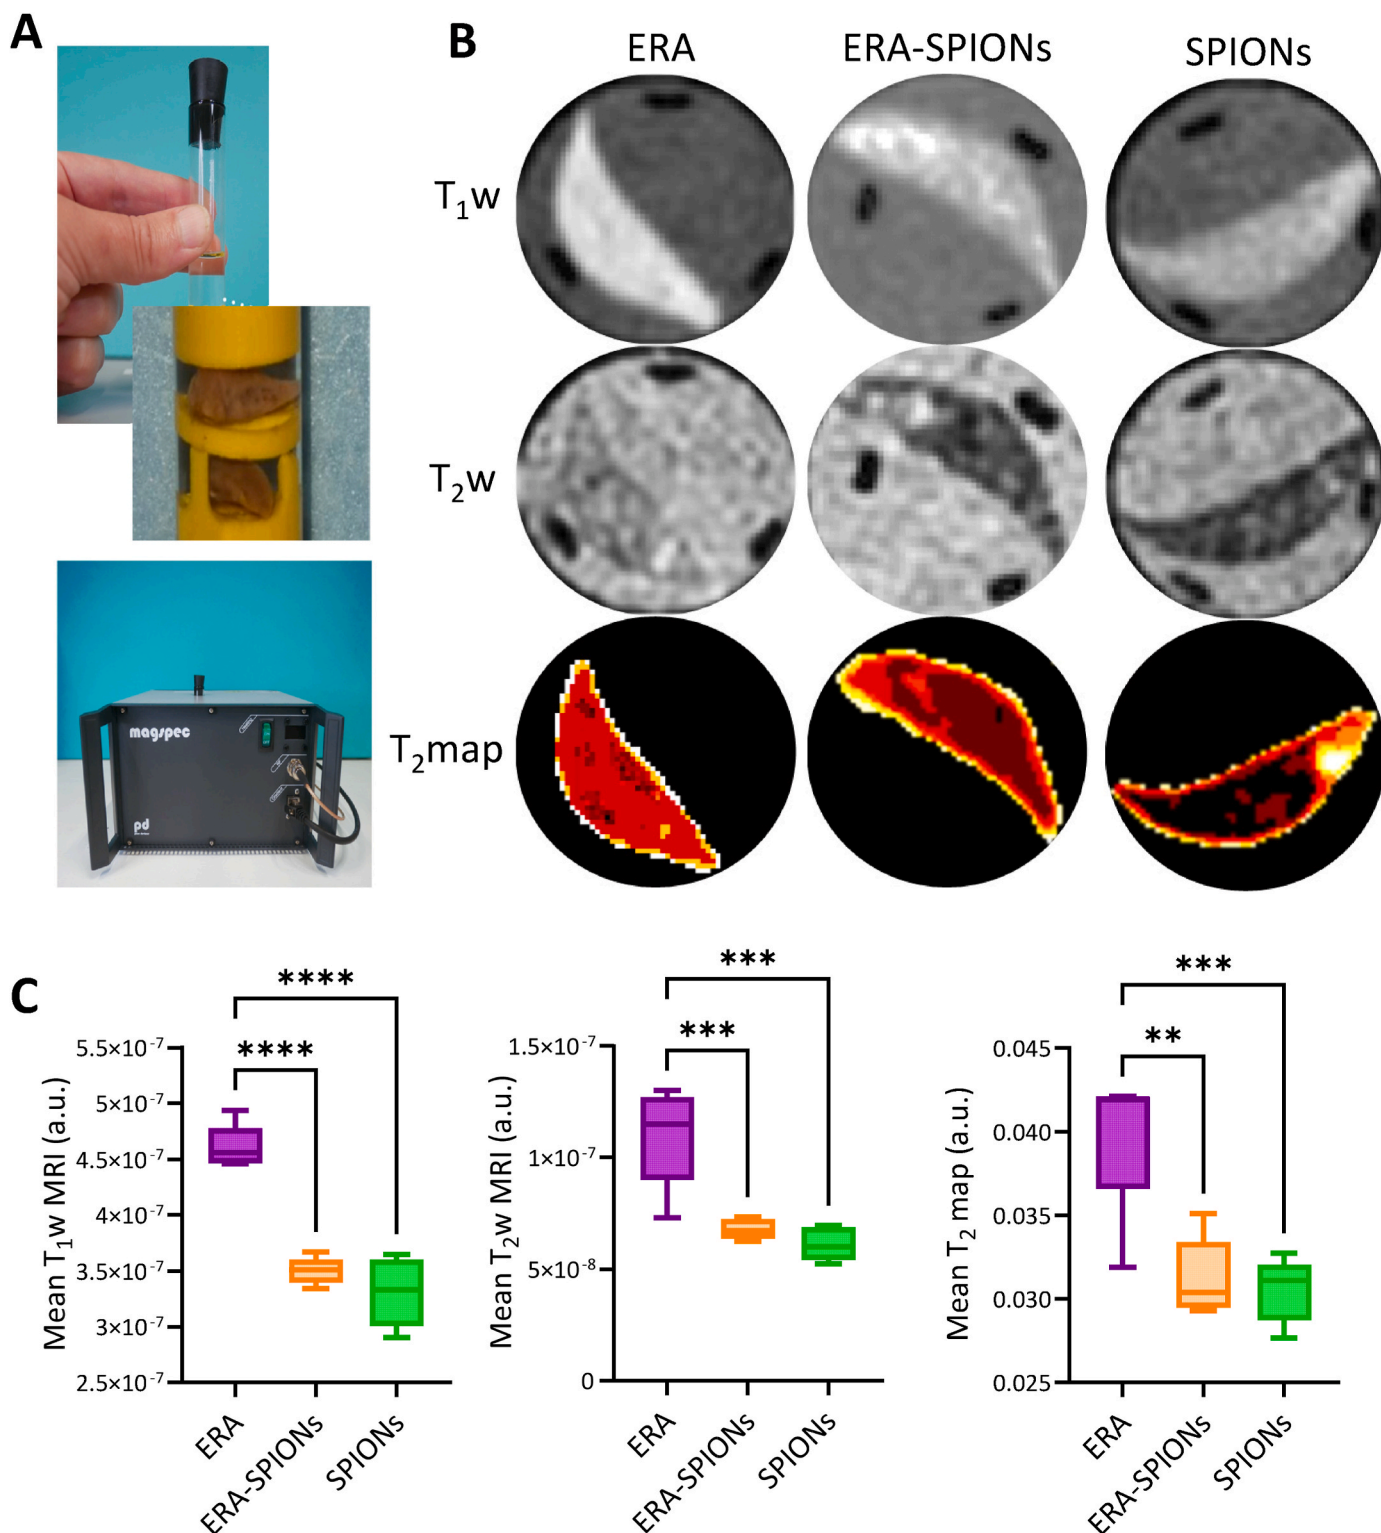 A
B
ERA
ERA-SPIONs
SPIONs
T1w
T2w
T2map
magspec
pd
C
****
****
5.5×10⁻⁷
5×10⁻⁷
4.5×10⁻⁷
4×10⁻⁷
3.5×10⁻⁷
3×10⁻⁷
2.5×10⁻⁷
Mean T1w MRI (a.u.)
ERA
ERA-SPIONs
SPIONs
***
***
1.5×10⁻⁷
1×10⁻⁷
5×10⁻⁸
0
Mean T2w MRI (a.u.)
ERA
ERA-SPIONs
SPIONs
***
**
0.045
0.040
0.035
0.030
0.025
Mean T2 map (a.u.)
ERA
ERA-SPIONs
SPIONs